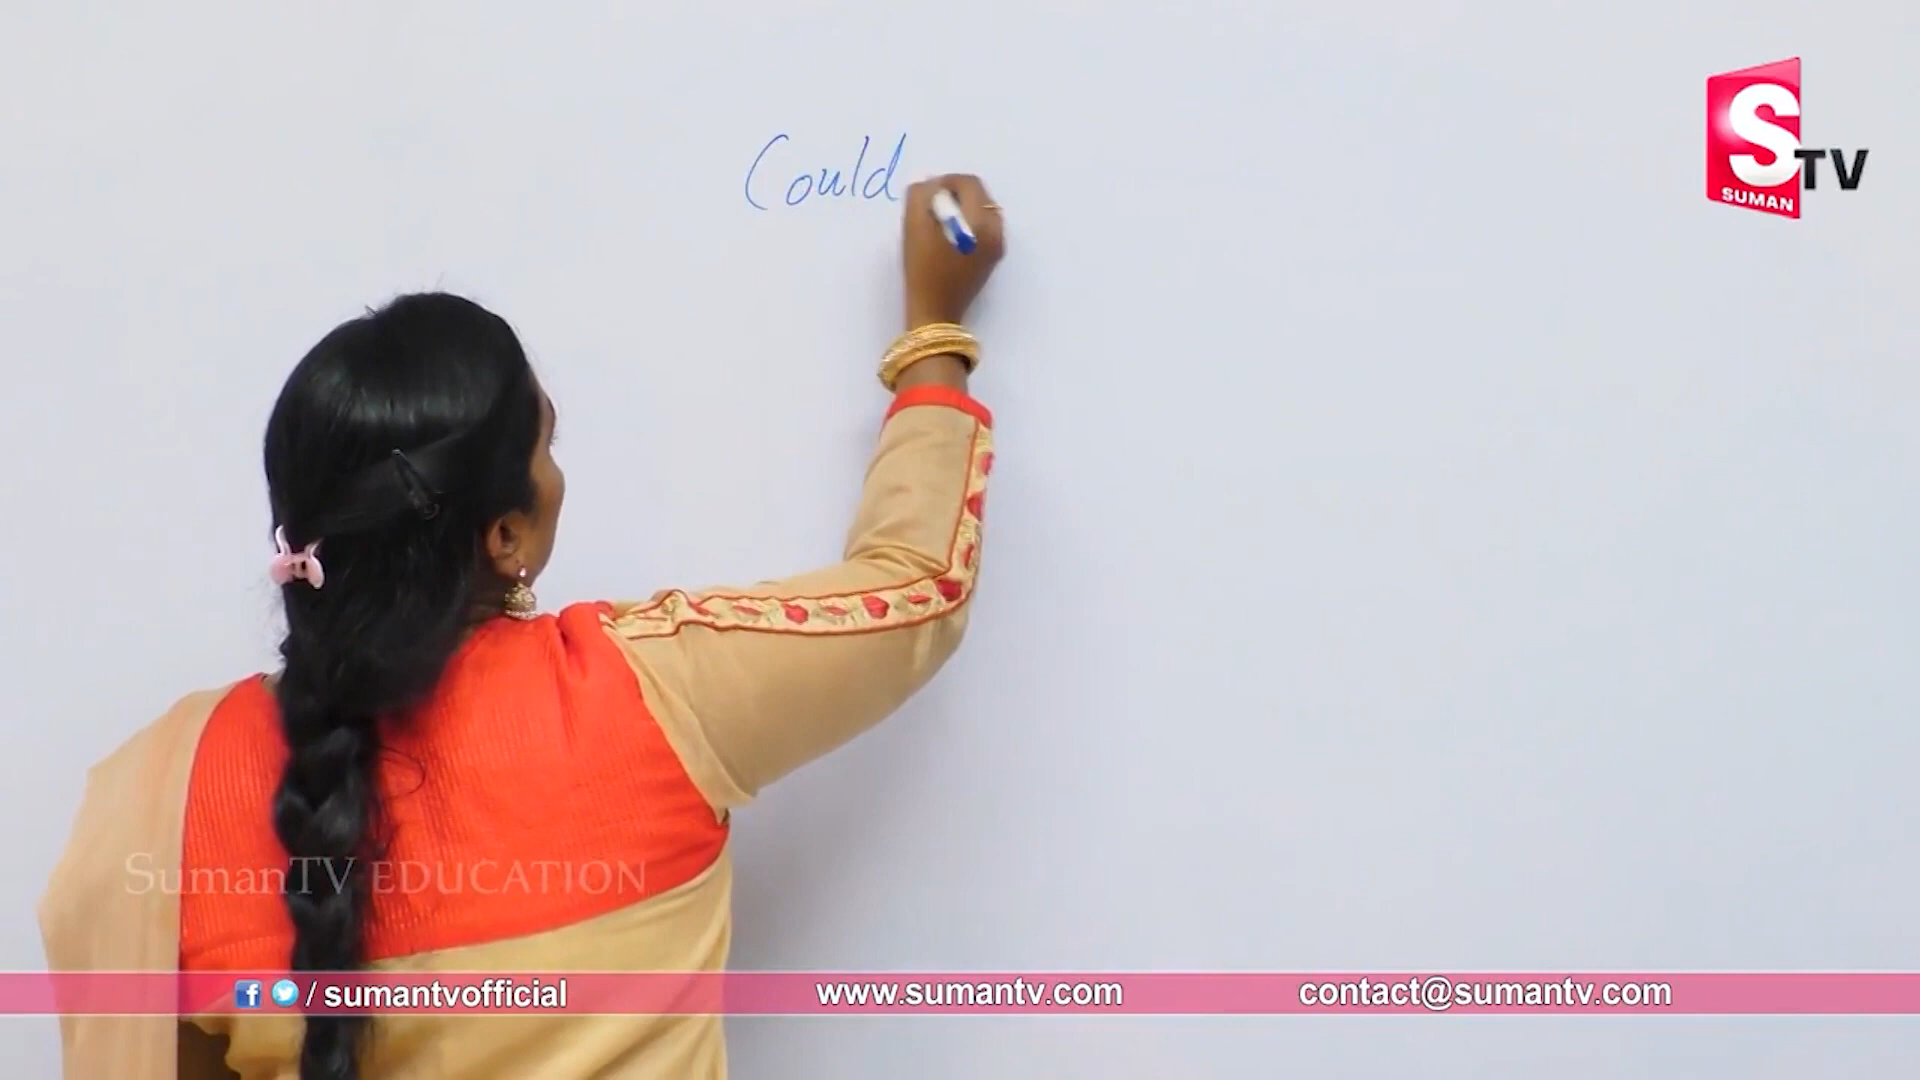 Could
S
TV
SUMAN
SumanTV EDUCATION
/ sumantvofficial
www.sumantv.com
contact@sumantv.com